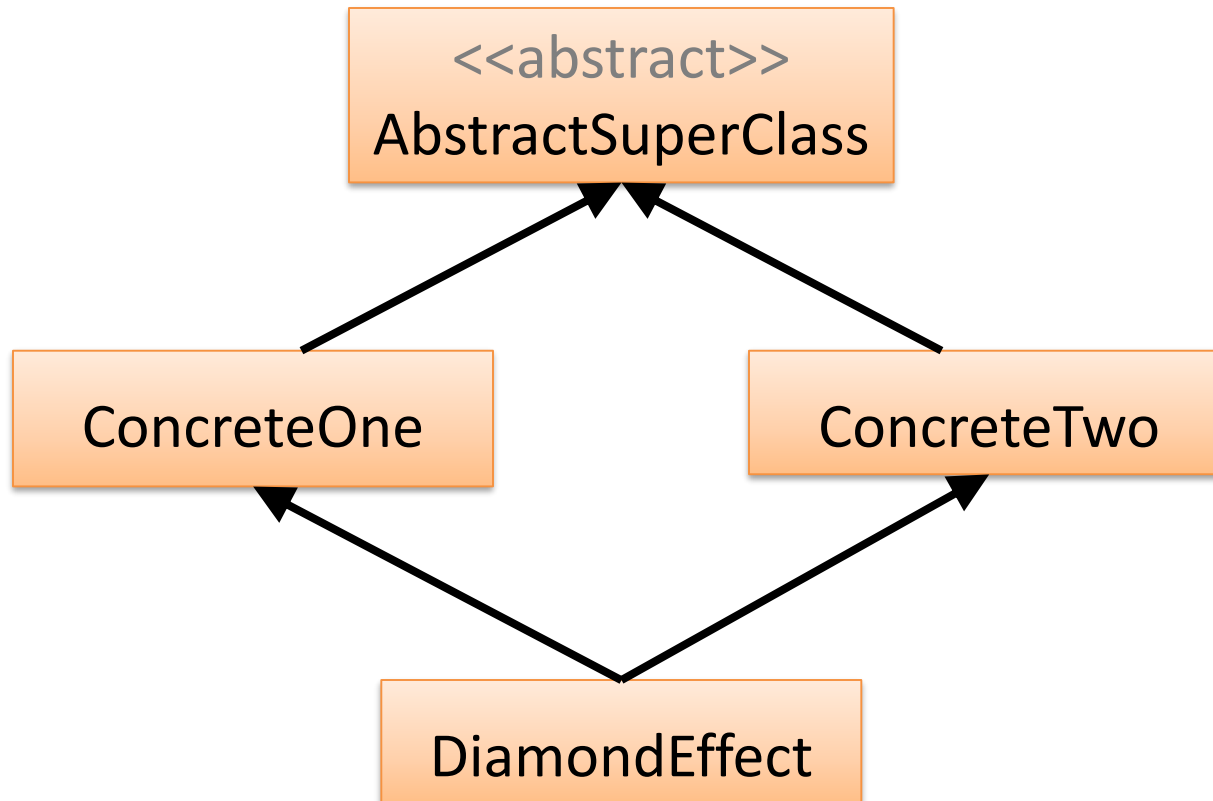 <<abstract>>
AbstractSuperClass
ConcreteOne
ConcreteTwo
DiamondEffect